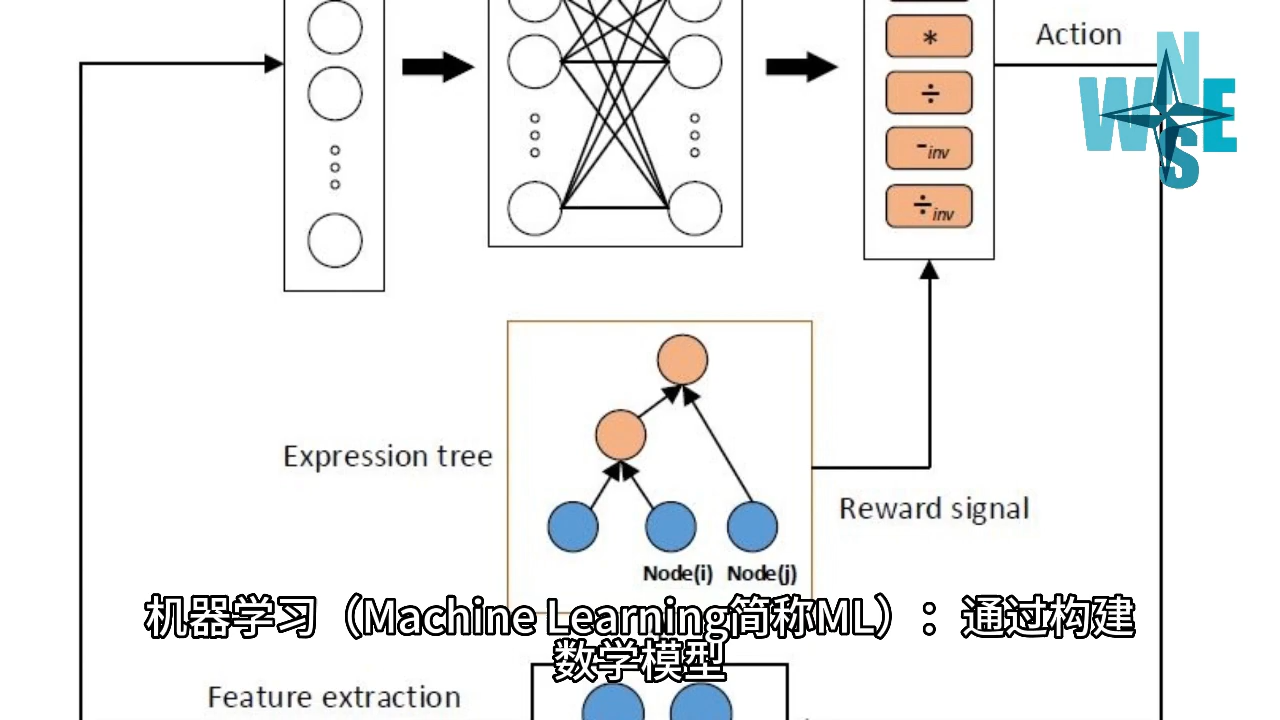 *
÷
-inv
÷inv
Action
N
W E
S
Expression tree
Reward signal
Node(i) Node(j)
机器学习（Machine Learning简称ML）：通过构建
数学模型
Feature extraction